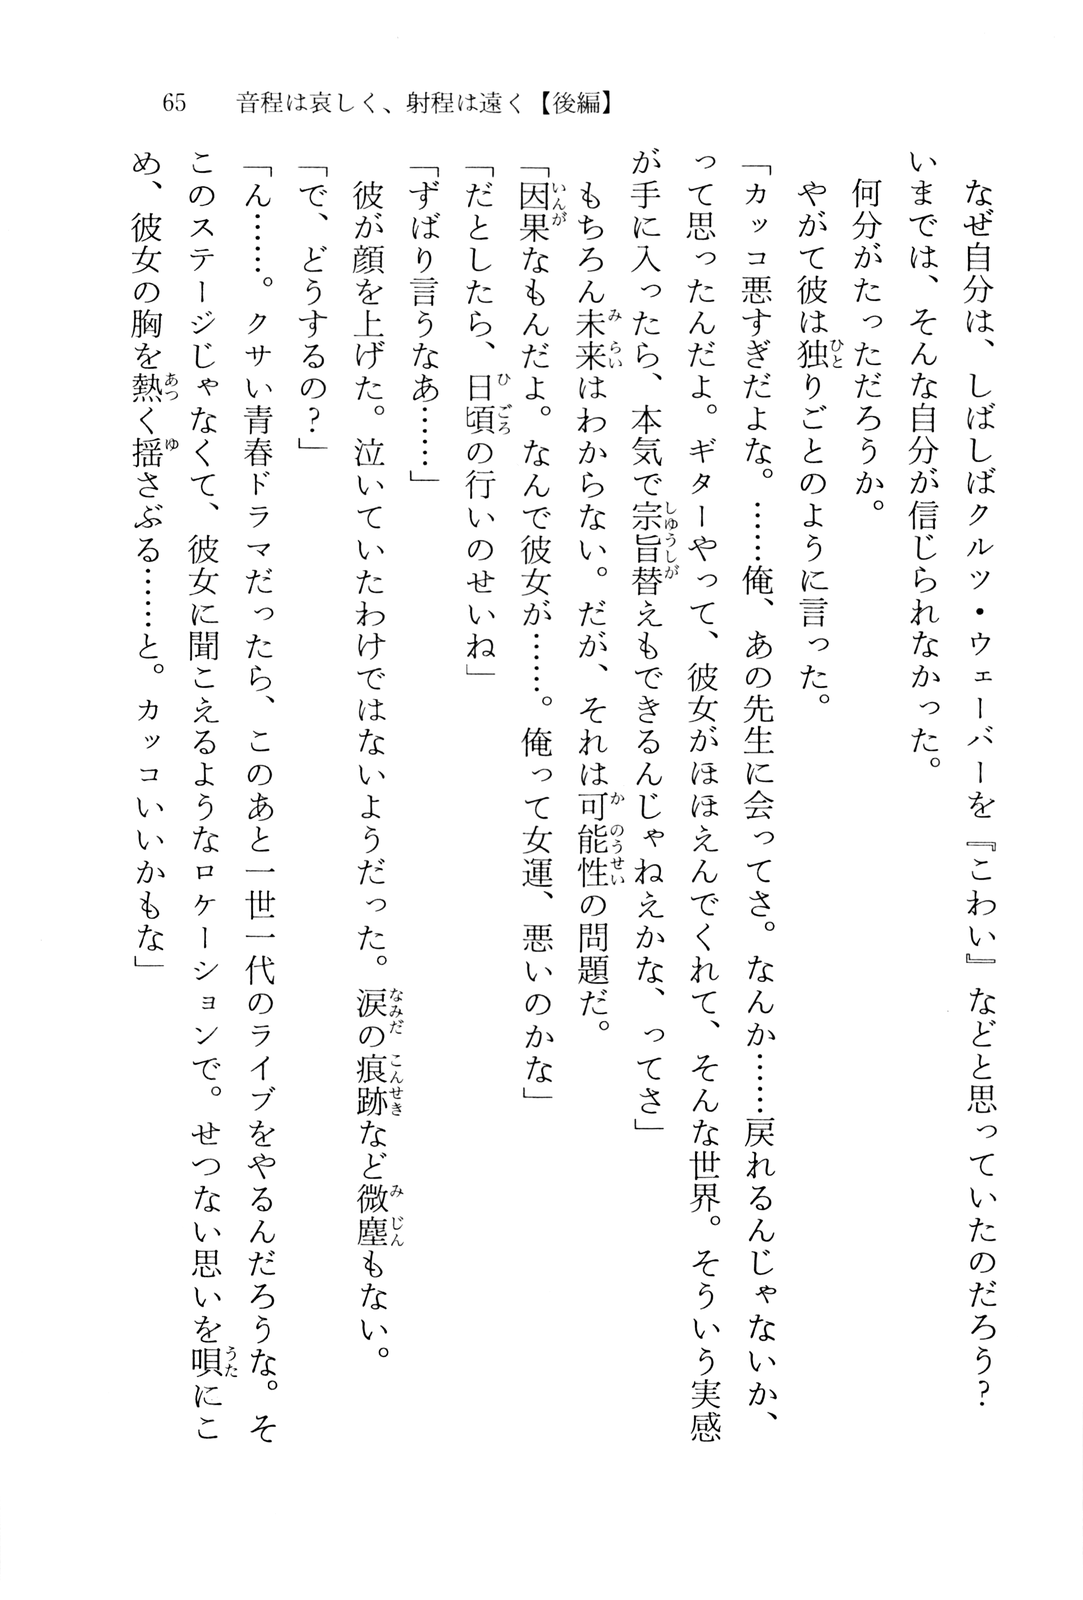 65　音程は哀しく、射程は遠く【後編】
　なぜ自分は、しばしばクルツ・ウェーバーを『こわい』などと思っていたのだろう？
いまでは、そんな自分が信じられなかった。
　何分がたっただろうか。
　やがて彼は独りごとのように言った。
「カッコ悪すぎだよな。……俺、あの先生に会ってさ。なんか……戻れるんじゃないか、
って思ったんだよ。ギターやって、彼女がほほえんでくれて、そんな世界。そういう実感
が手に入ったら、本気で宗旨替えもできるんじゃねえかな、ってさ」
　もちろん未来はわからない。だが、それは可能性の問題だ。
「因果なもんだよ。なんで彼女が……。俺って女運、悪いのかな」
「だとしたら、日頃の行いのせいね」
「ずばり言うなあ……」
　彼が顔を上げた。泣いていたわけではないようだった。涙の痕跡など微塵もない。
「で、どうするの？」
「ん……。クサい青春ドラマだったら、このあと一世一代のライブをやるんだろうな。そ
このステージじゃなくて、彼女に聞こえるようなロケーションで。せつない思いを唄にこ
め、彼女の胸を熱く揺さぶる……と。カッコいいかもな」